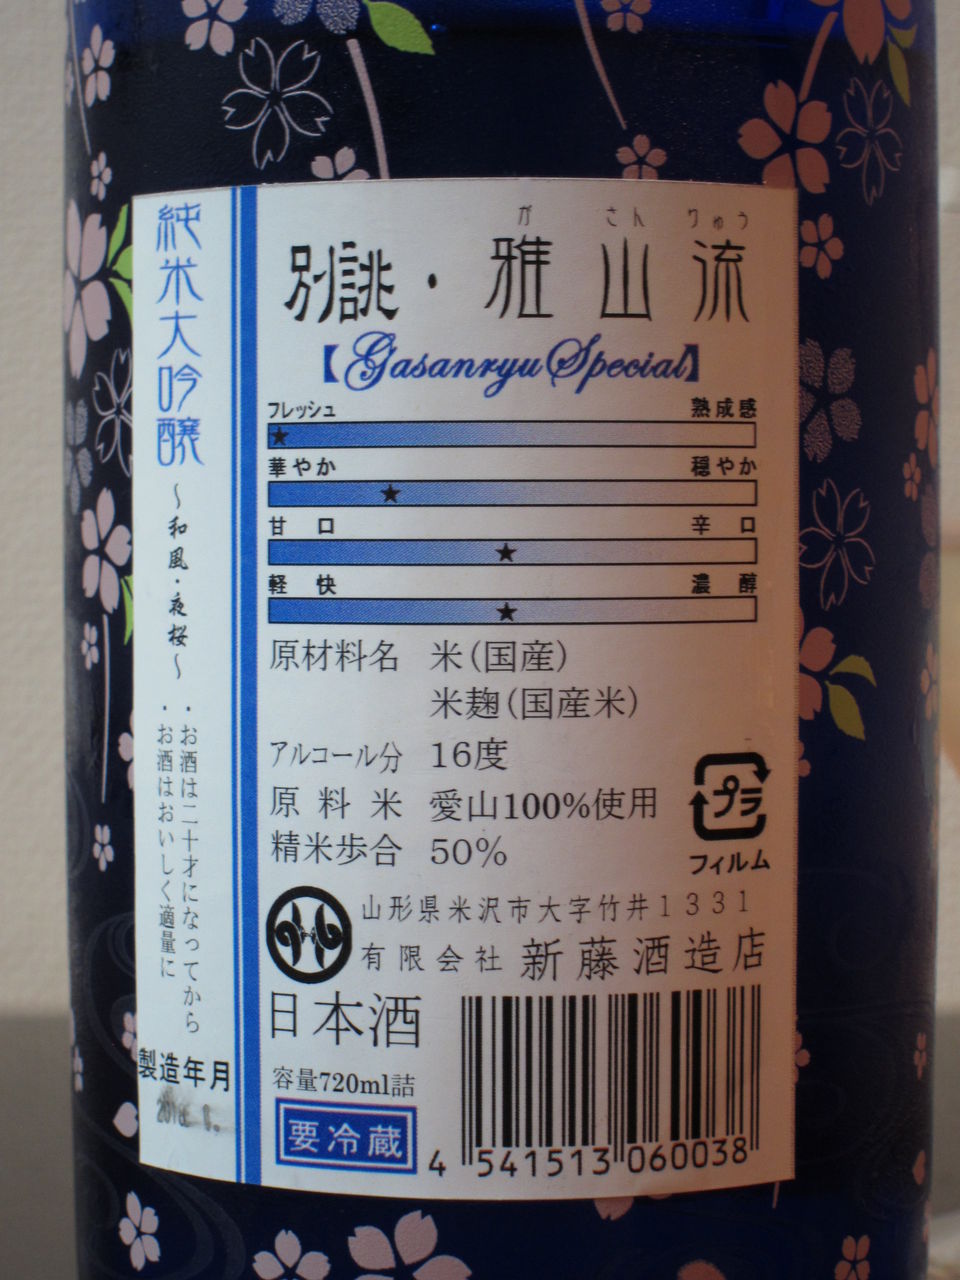 がさんりゅう
別誂・雅山流
【Gasanryu Special】
フレッシュ 熟成感
★
華やか 穏やか
★
甘口 辛口
★
軽快 濃醇
★
原材料名 米(国産)
米麹(国産米)
アルコール分 16度
原料米 愛山100%使用
精米歩合 50%
プラ
フィルム
山形県米沢市大字竹井1331
有限会社 新藤酒造店
日本酒
容量720ml詰
要冷蔵
4 541513 060038
純米大吟醸
〜和風・夜桜〜
・お酒は二十才になってから
・お酒はおいしく適量に
製造年月